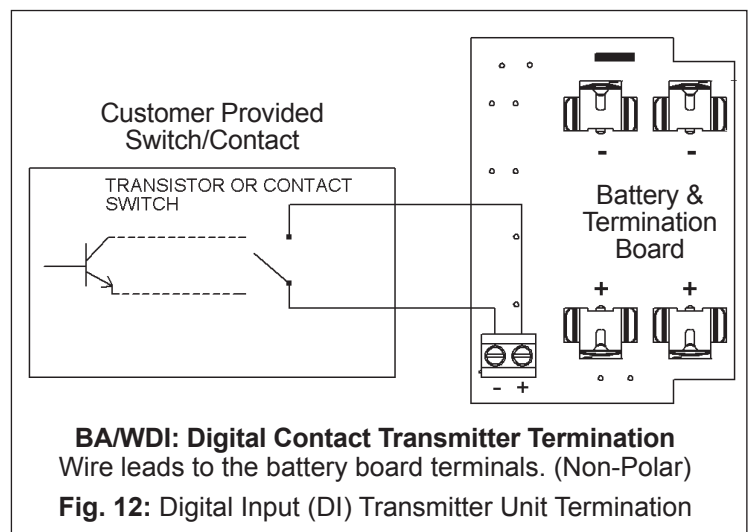 Customer Provided
Switch/Contact
TRANSISTOR OR CONTACT
SWITCH
- -
Battery &
Termination
Board
+ +
- +
BA/WDI: Digital Contact Transmitter Termination
Wire leads to the battery board terminals. (Non-Polar)
Fig. 12: Digital Input (DI) Transmitter Unit Termination